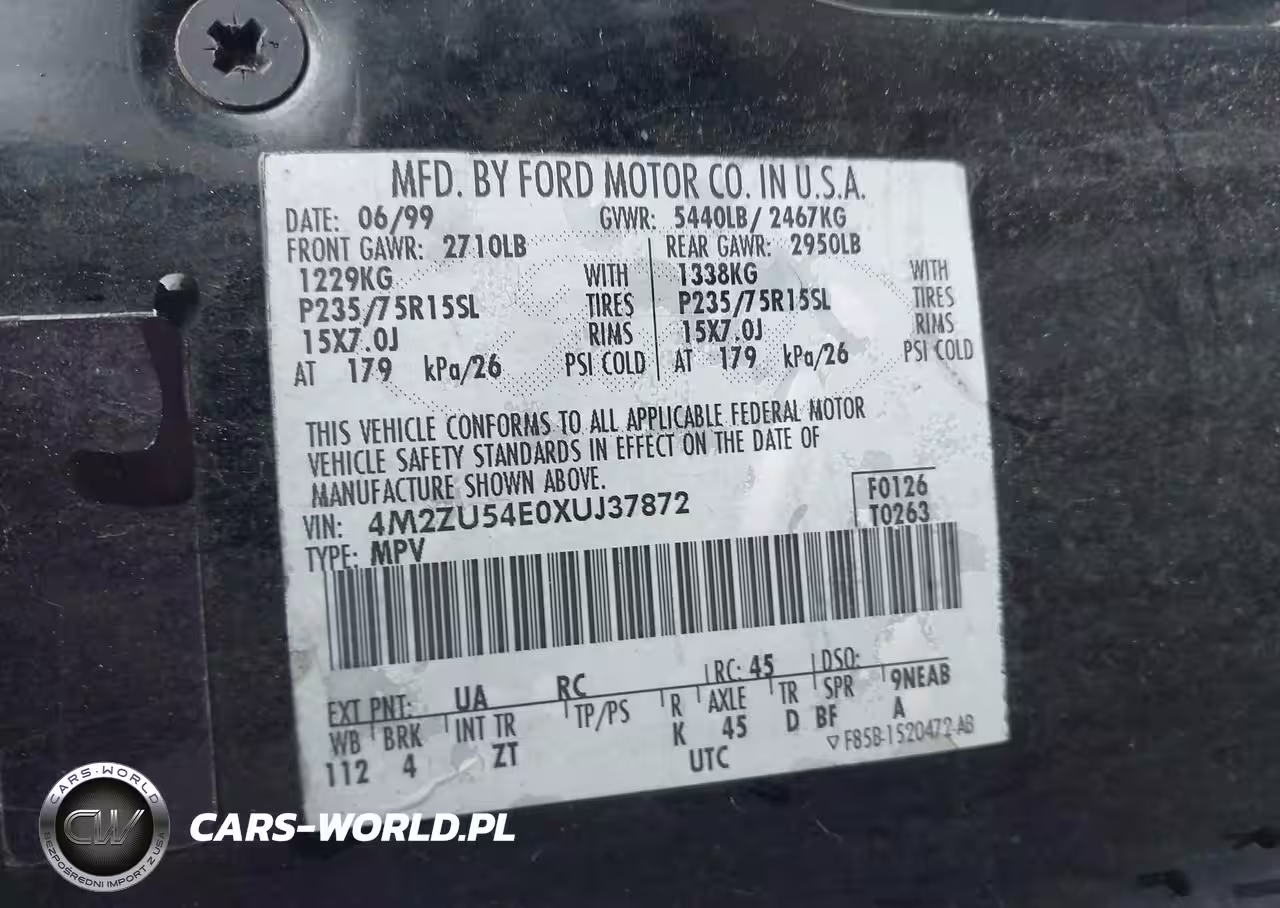 MFD. BY FORD MOTOR CO. IN U.S.A.
DATE: 06/99 GVWR: 5440LB/ 2467KG
FRONT GAWR: 2710LB REAR GAWR: 2950LB
1229KG WITH 1338KG WITH
P235/75R15SL TIRES P235/75R15SL TIRES
15X7.0J RIMS 15X7.0J RIMS
AT 179 kPa/26 PSI COLD AT 179 kPa/26 PSI COLD
THIS VEHICLE CONFORMS TO ALL APPLICABLE FEDERAL MOTOR
VEHICLE SAFETY STANDARDS IN EFFECT ON THE DATE OF
MANUFACTURE SHOWN ABOVE.
VIN: 4M2ZU54E0XUJ37872 F0126
TYPE: MPV T0263
EXT PNT: UA RC RC: 45 DSO:
WB BRK INT TR TP/PS R AXLE TR SPR 9NEAB
112 4 ZT K 45 D BF A
UTC ▽ F85B-1520472-AB
CARS-WORLD
CW
BEZPOŚREDNI IMPORT Z USA
CARS-WORLD.PL